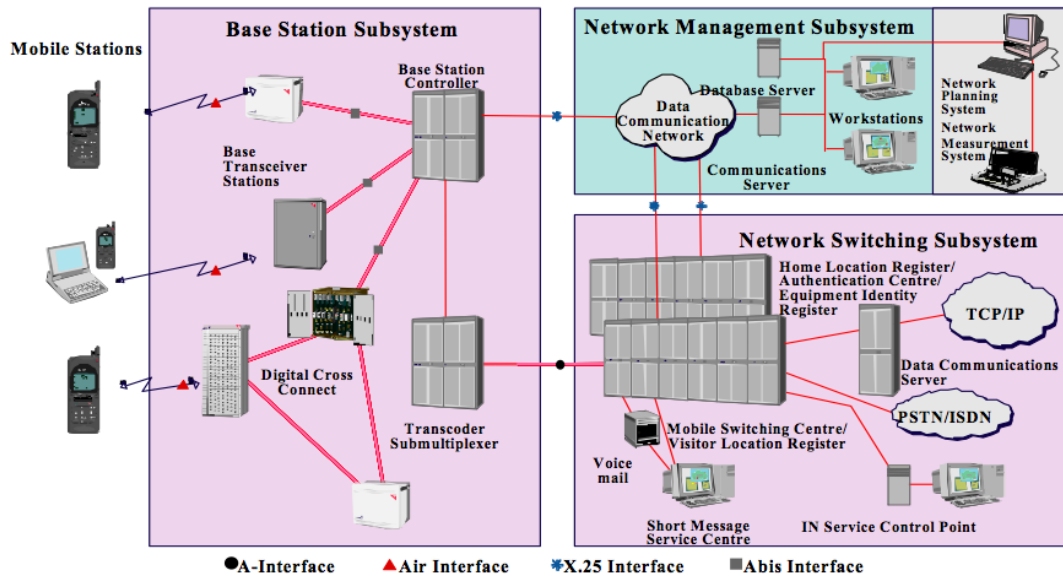 Mobile Stations
Base Station Subsystem
Base Station
Controller
Base
Transceiver
Stations
Digital Cross
Connect
Transcoder
Submultiplexer
Network Management Subsystem
Data
Communication
Network
Database Server
Workstations
Communications
Server
Network
Planning
System
Network
Measurement
System
Network Switching Subsystem
Home Location Register/
Authentication Centre/
Equipment Identity
Register
TCP/IP
Data Communications
Server
PSTN/ISDN
Mobile Switching Centre/
Visitor Location Register
Voice
mail
Short Message
Service Centre
IN Service Control Point
A-Interface
Air Interface
X.25 Interface
Abis Interface